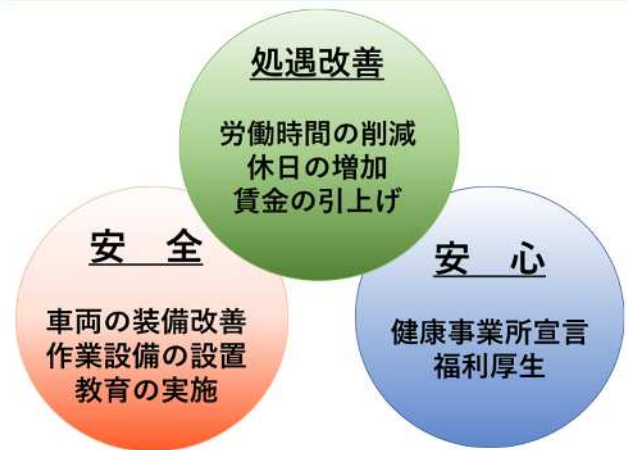 処遇改善
労働時間の削減
休日の増加
賃金の引上げ
安　全
車両の装備改善
作業設備の設置
教育の実施
安　心
健康事業所宣言
福利厚生